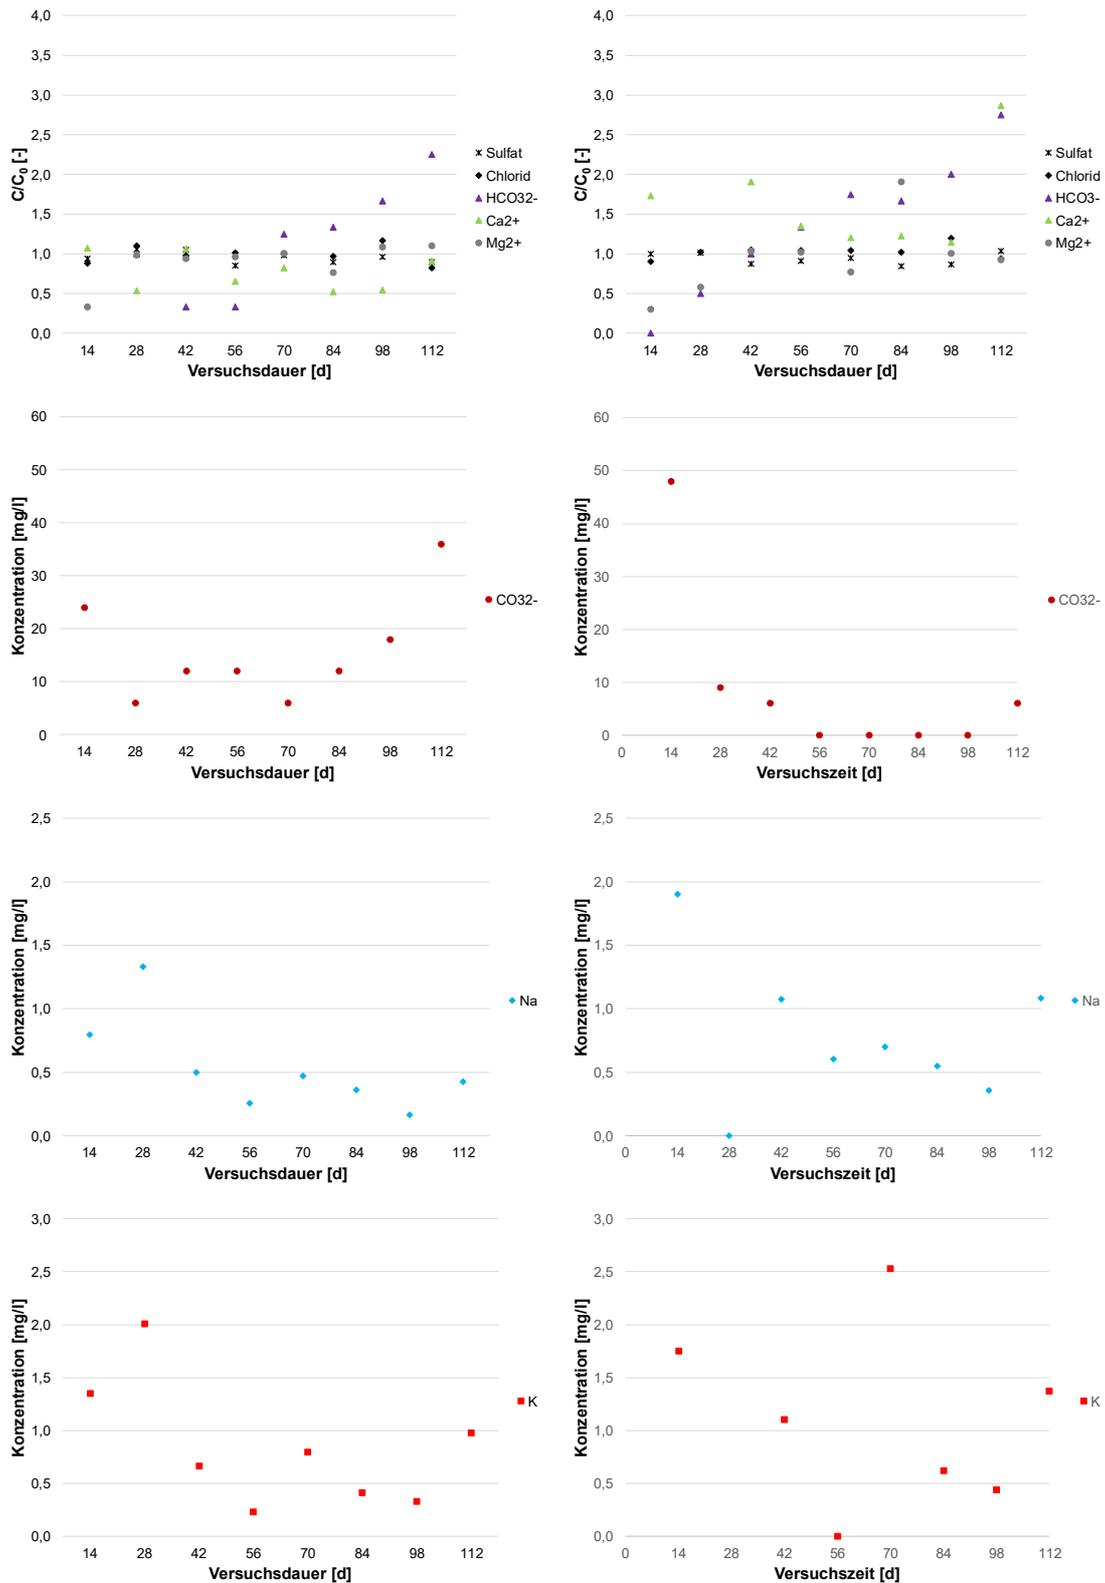 4,0
3,5
3,0
2,5
2,0
1,5
1,0
0,5
0,0
C/C0 [-]
14 28 42 56 70 84 98 112
Versuchsdauer [d]
Sulfat
Chlorid
HCO32-
Ca2+
Mg2+
4,0
3,5
3,0
2,5
2,0
1,5
1,0
0,5
0,0
C/C0 [-]
14 28 42 56 70 84 98 112
Versuchsdauer [d]
Sulfat
Chlorid
HCO3-
Ca2+
Mg2+
60
50
40
30
20
10
0
Konzentration [mg/l]
14 28 42 56 70 84 98 112
Versuchsdauer [d]
CO32-
60
50
40
30
20
10
0
Konzentration [mg/l]
0 14 28 42 56 70 84 98 112
Versuchszeit [d]
CO32-
2,5
2,0
1,5
1,0
0,5
0,0
Konzentration [mg/l]
14 28 42 56 70 84 98 112
Versuchsdauer [d]
Na
2,5
2,0
1,5
1,0
0,5
0,0
Konzentration [mg/l]
0 14 28 42 56 70 84 98 112
Versuchszeit [d]
Na
3,0
2,5
2,0
1,5
1,0
0,5
0,0
Konzentration [mg/l]
14 28 42 56 70 84 98 112
Versuchsdauer [d]
K
3,0
2,5
2,0
1,5
1,0
0,5
0,0
Konzentration [mg/l]
0 14 28 42 56 70 84 98 112
Versuchszeit [d]
K